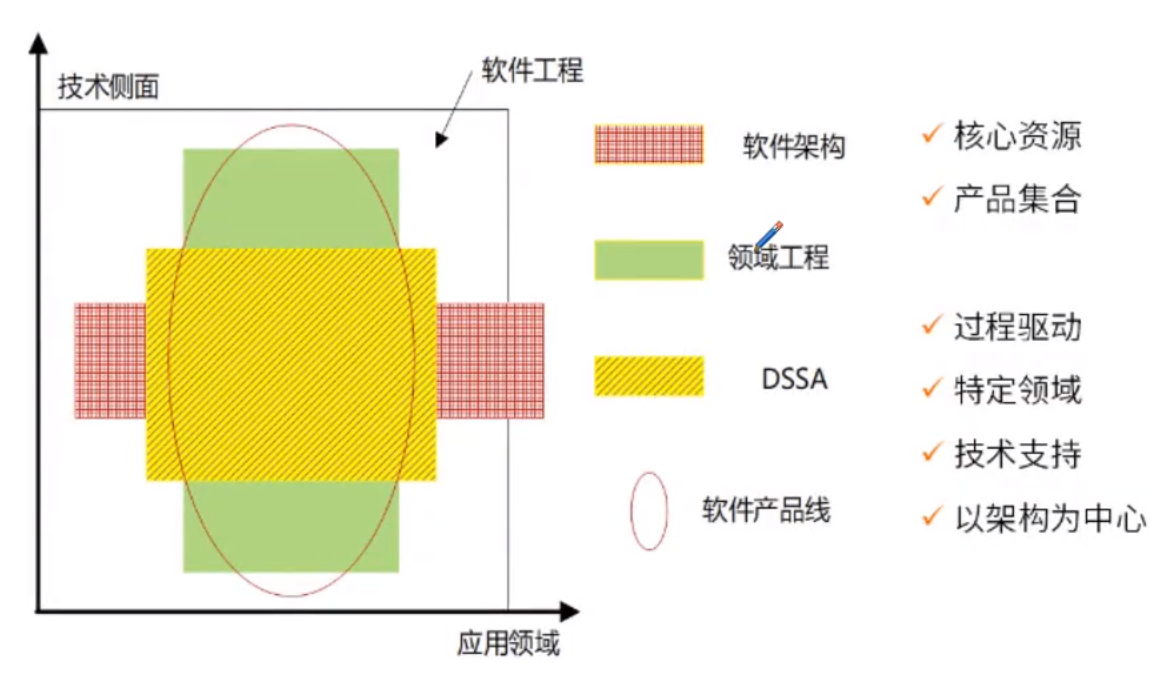 技术侧面
软件工程
应用领域
软件架构
领域工程
DSSA
软件产品线
核心资源
产品集合
过程驱动
特定领域
技术支持
以架构为中心